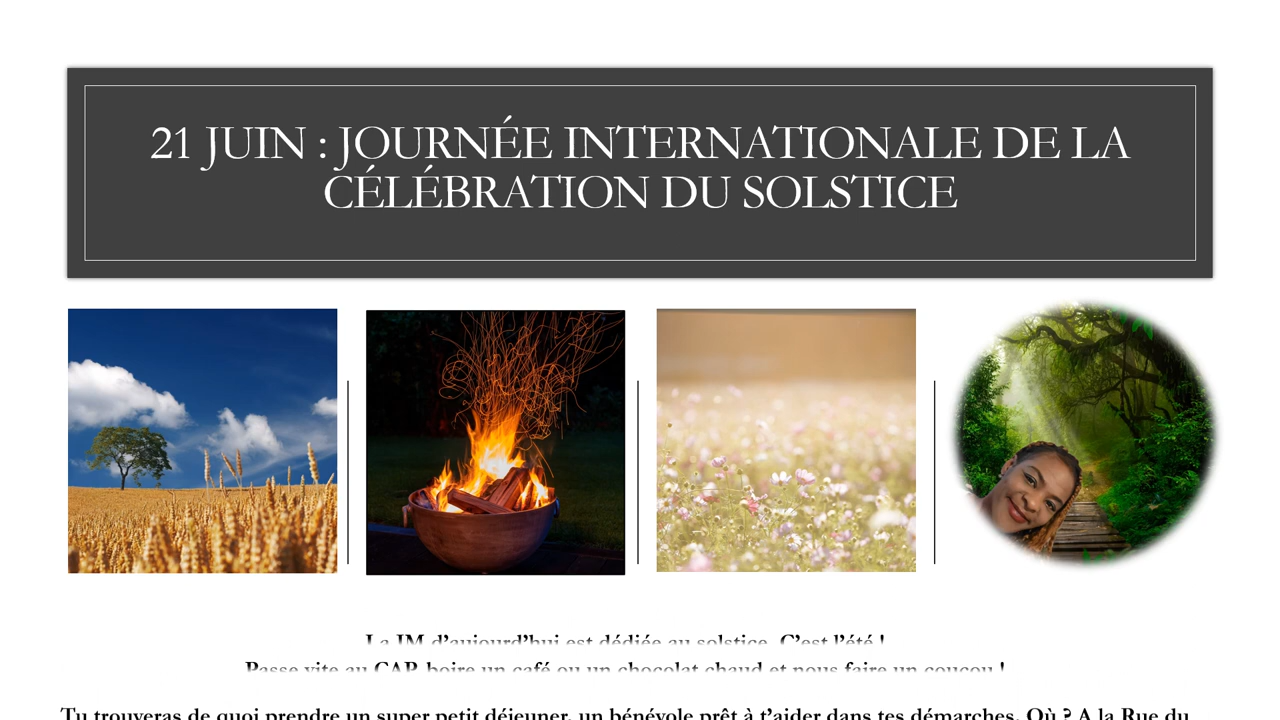 21 JUIN : JOURNÉE INTERNATIONALE DE LA
CÉLÉBRATION DU SOLSTICE
La JM d'aujourd'hui est dédiée au solstice. C'est l'été !
Passe vite au CAP boire un café ou un chocolat chaud et nous faire un coucou !
Tu trouveras de quoi prendre un super petit déjeuner, un bénévole prêt à t'aider dans tes démarches. Où ? A la Rue du